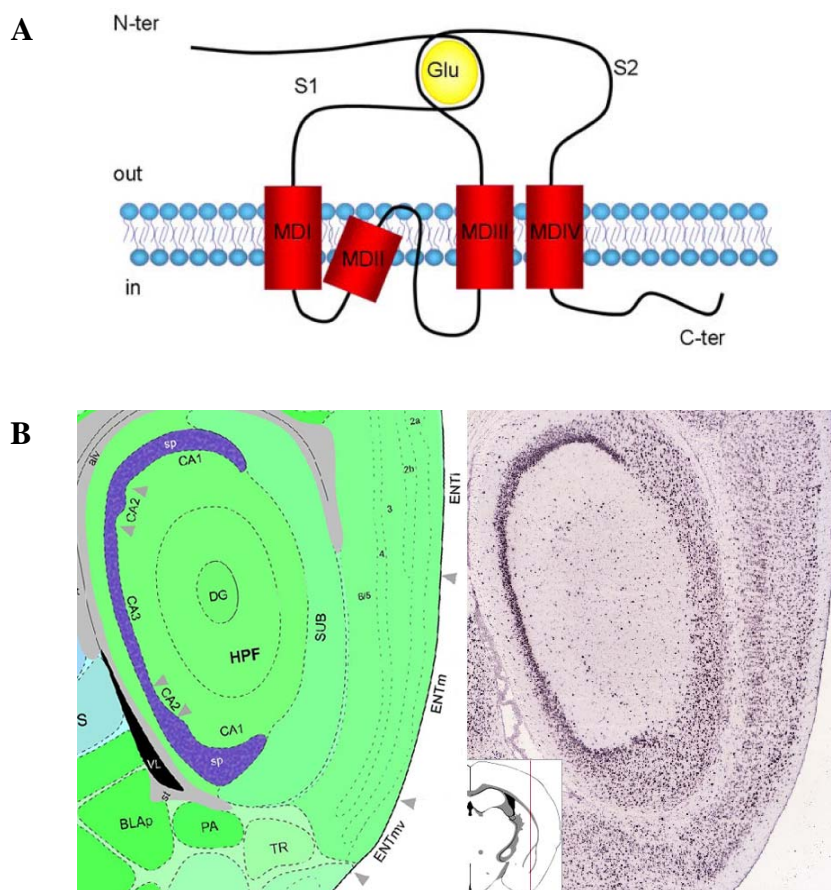 A
N-ter
Glu
S1
S2
out
MDI
MDII
MDIII
MDIV
in
C-ter
B
alv
sp
CA1
CA2
CA3
CA2
CA1
sp
DG
HPF
SUB
2a
2b
3
4
6/5
ENTl
ENTm
ENTmv
S
VL
st
BLAp
PA
TR